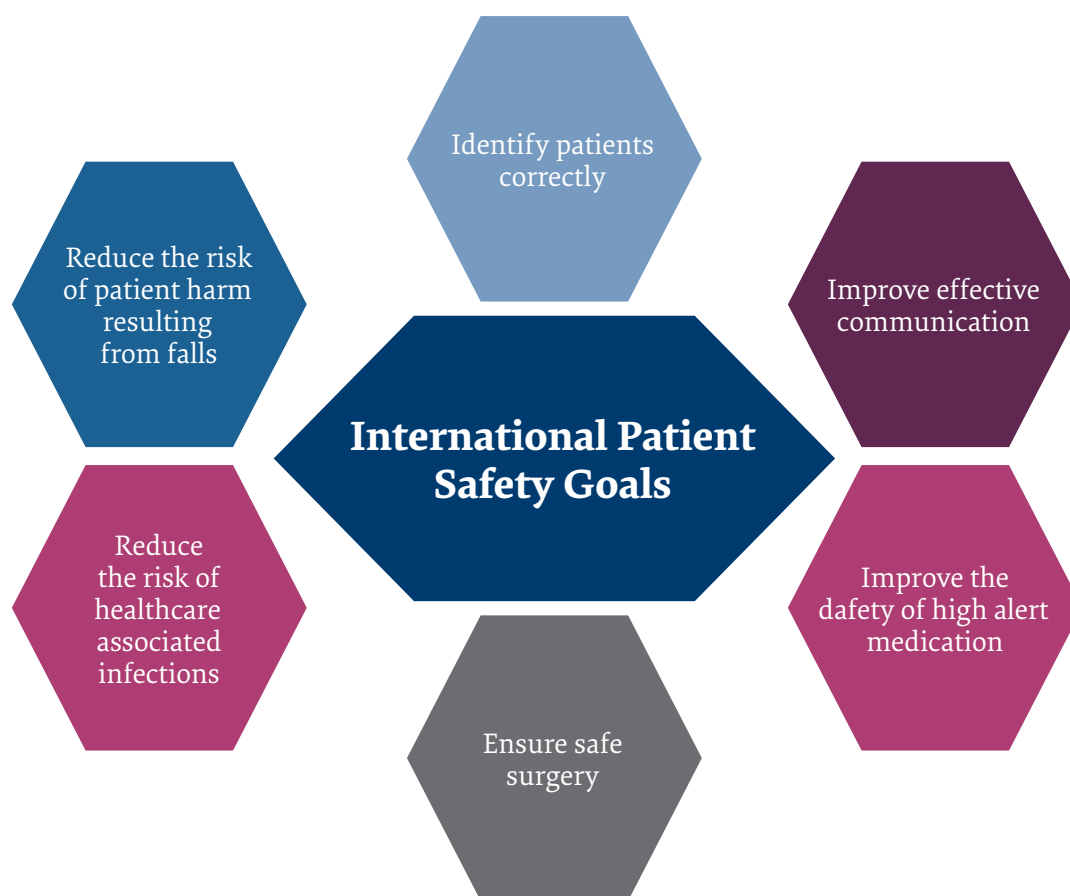 Identify patients
correctly
Reduce the risk
of patient harm
resulting
from falls
Improve effective
communication
International Patient
Safety Goals
Reduce
the risk of
healthcare
associated
infections
Improve the
dafety of high alert
medication
Ensure safe
surgery